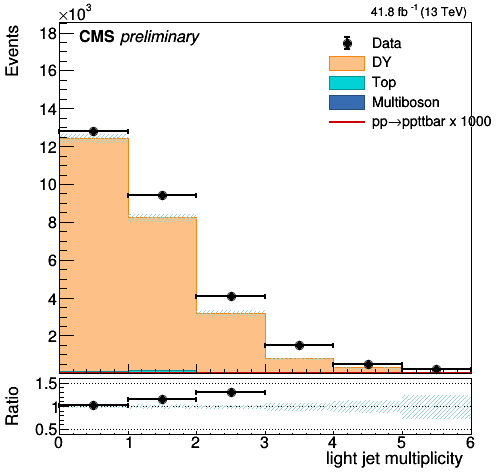 ×10³
41.8 fb⁻¹ (13 TeV)
CMS preliminary
Events
Data
DY
Top
Multiboson
pp→ppttbar x 1000
18
16
14
12
10
8
6
4
2
Ratio
1.5
1
0.5
0 1 2 3 4 5 6
light jet multiplicity